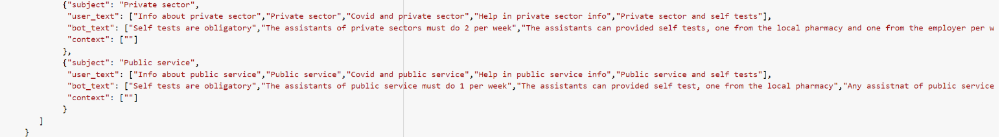 {"subject": "Private sector",
"user_text": ["Info about private sector","Private sector","Covid and private sector","Help in private sector info","Private sector and self tests"],
"bot_text": ["Self tests are obligatory","The assistants of private sectors must do 2 per week","The assistants can provided self tests, one from the local pharmacy and one from the employer per w
"context": [""]
},
{"subject": "Public service",
"user_text": ["Info about public service","Public service","Covid and public service","Help in public service info","Public service and self tests"],
"bot_text": ["Self tests are obligatory","The assistants of public service must do 1 per week","The assistants can provided self test, one from the local pharmacy","Any assistnat of public service
"context": [""]
}
]
}